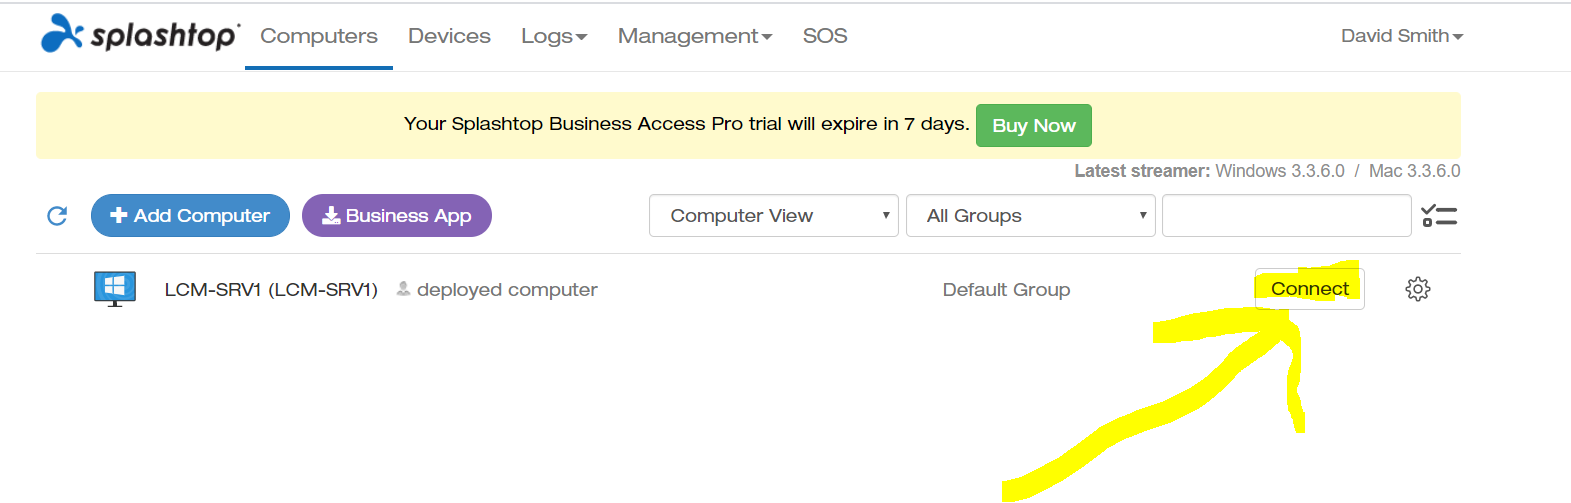 splashtop Computers Devices Logs Management SOS David Smith
Your Splashtop Business Access Pro trial will expire in 7 days. Buy Now
Latest streamer: Windows 3.3.6.0 / Mac 3.3.6.0
Add Computer Business App Computer View All Groups
LCM-SRV1 (LCM-SRV1) deployed computer Default Group Connect